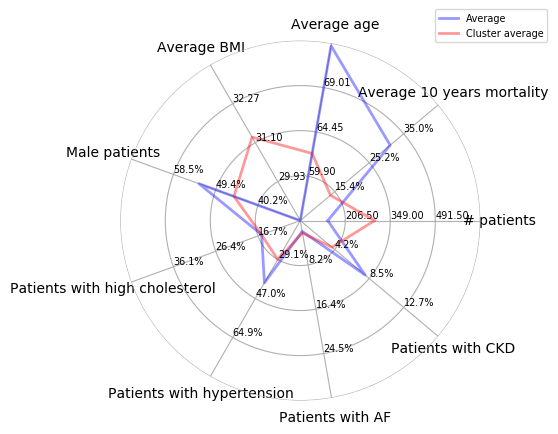 Average
Cluster average
Average age
Average BMI
69.01
Average 10 years mortality
32.27
64.45
35.0%
31.10
Male patients
25.2%
58.5%
59.90
29.93
49.4%
15.4%
40.2%
206.50
349.00
491.50
# patients
16.7%
26.4%
4.2%
29.1%
8.2%
36.1%
8.5%
Patients with high cholesterol
47.0%
16.4%
12.7%
64.9%
24.5%
Patients with CKD
Patients with hypertension
Patients with AF